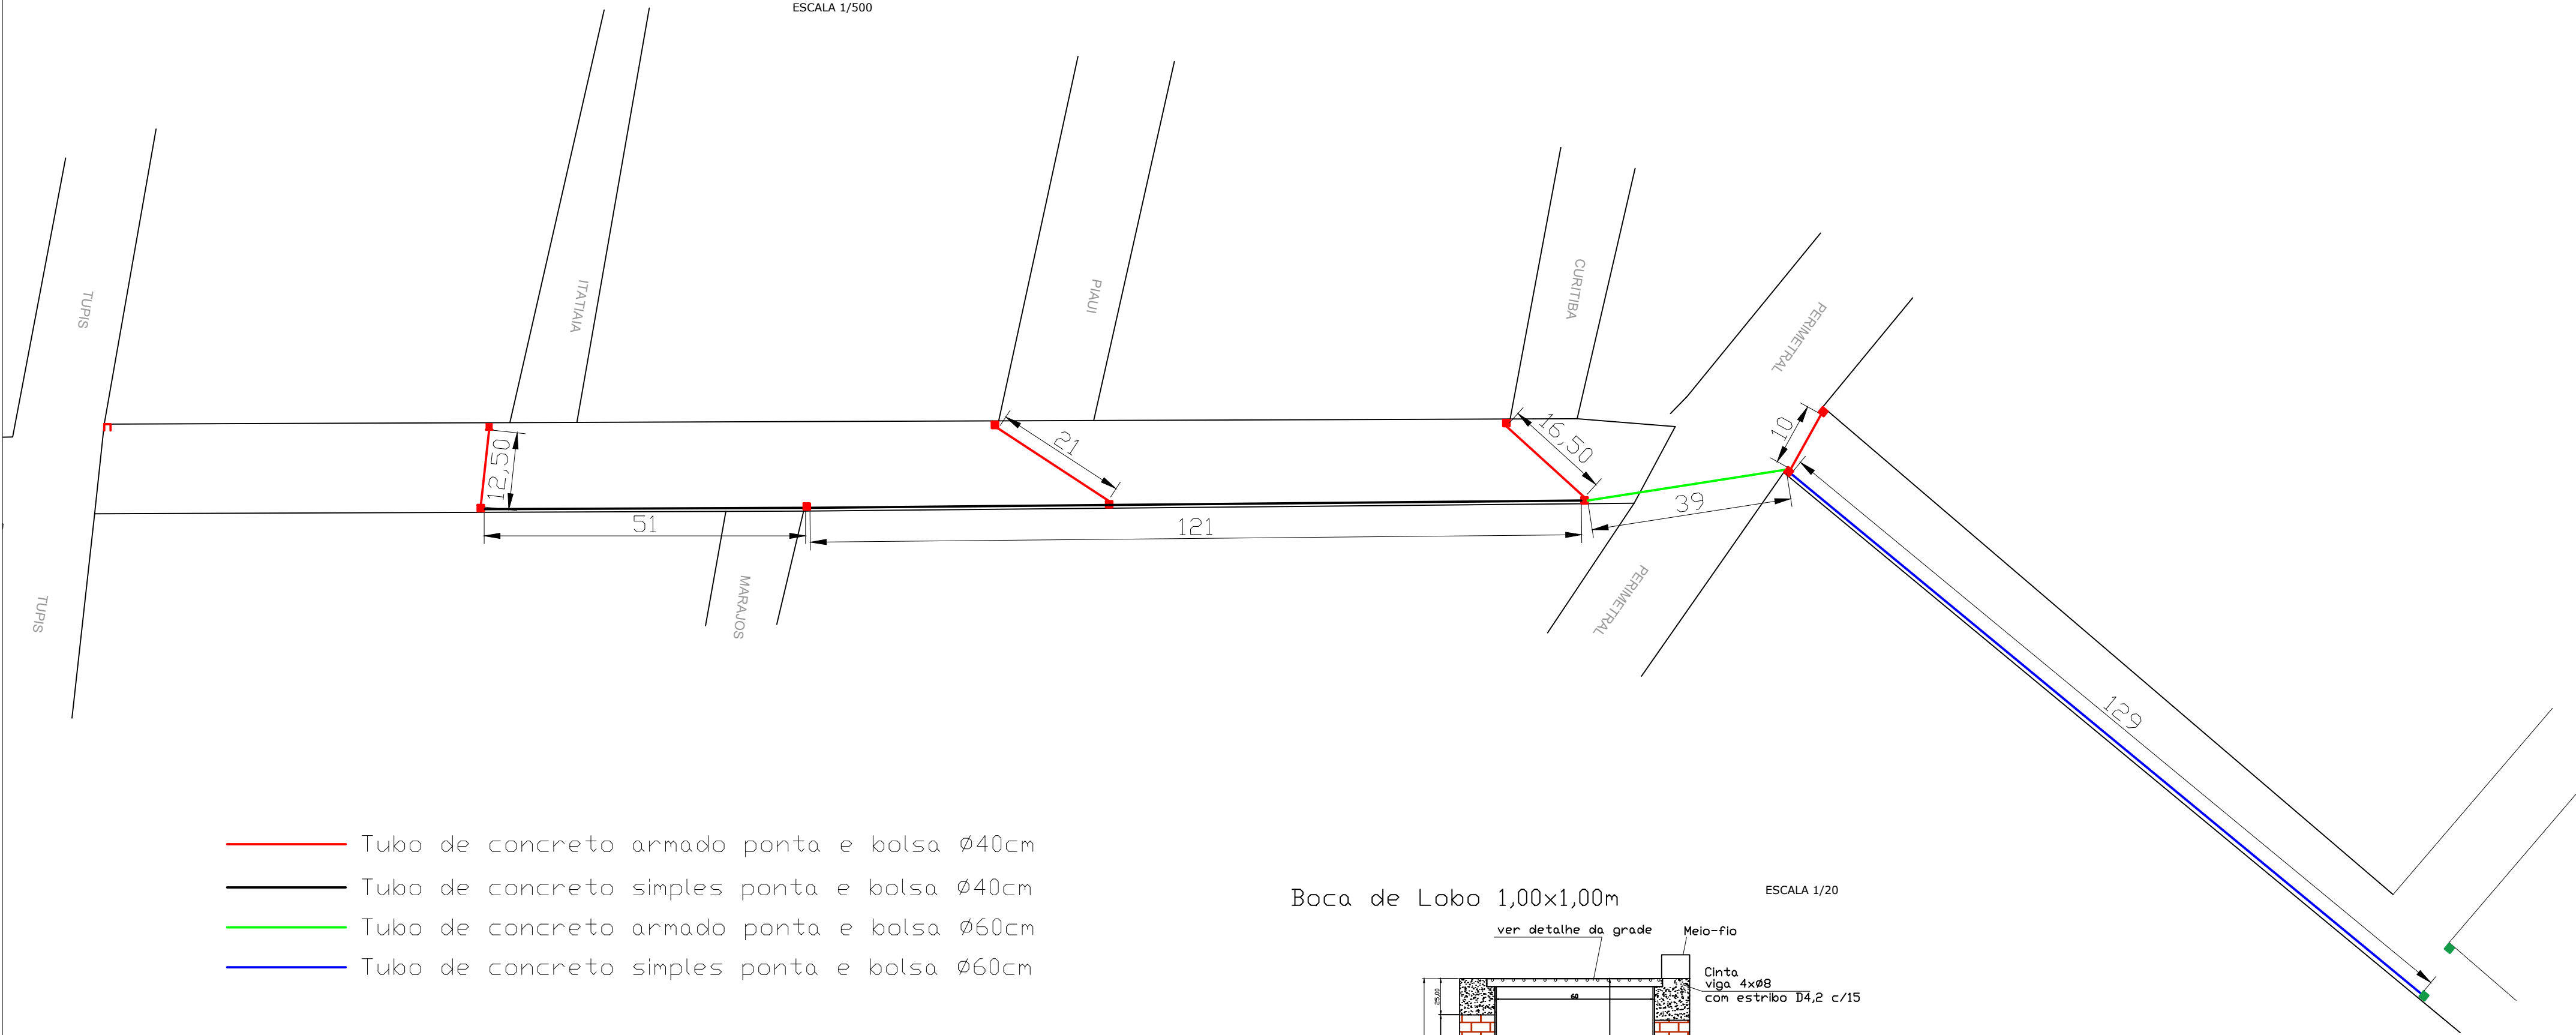 ESCALA 1/500
TUPIS
ITATIAIA
PIAUI
CURITIBA
PERIMETRAL
12,50
21
16,50
10
51
121
39
129
TUPIS
MARAJOS
PERIMETRAL
Tubo de concreto armado ponta e bolsa Ø40cm
Tubo de concreto simples ponta e bolsa Ø40cm
Tubo de concreto armado ponta e bolsa Ø60cm
Tubo de concreto simples ponta e bolsa Ø60cm
Boca de Lobo 1,00x1,00m
ESCALA 1/20
ver detalhe da grade
Meio-fio
Cinta
viga 4xØ8
com estribo D4,2 c/15
25,00
60